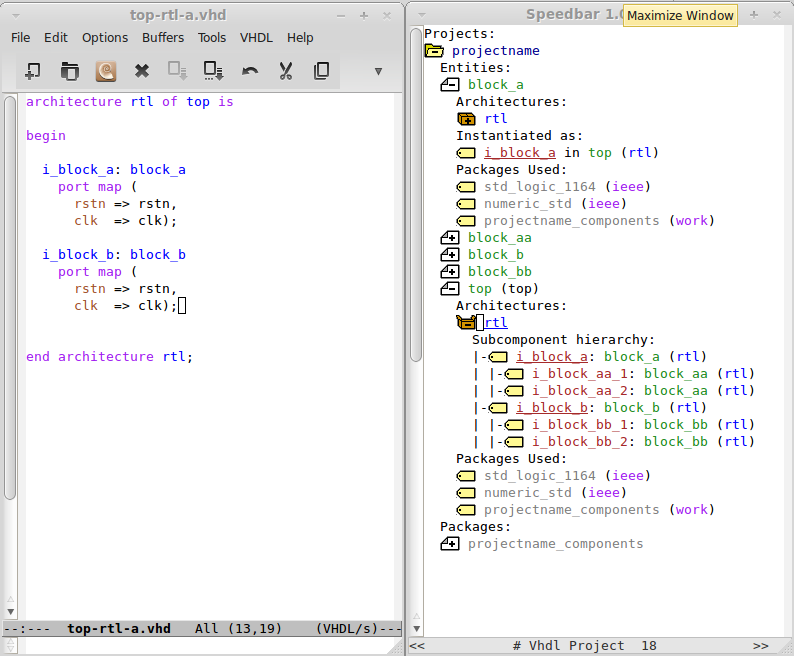 top-rtl-a.vhd
File Edit Options Buffers Tools VHDL Help
architecture rtl of top is
begin
i_block_a: block_a
port map (
rstn => rstn,
clk  => clk);
i_block_b: block_b
port map (
rstn => rstn,
clk  => clk);
end architecture rtl;
--:--- top-rtl-a.vhd All (13,19) (VHDL/s)---
Speedbar 1.0
Maximize Window
Projects:
projectname
Entities:
block_a
Architectures:
rtl
Instantiated as:
i_block_a in top (rtl)
Packages Used:
std_logic_1164 (ieee)
numeric_std (ieee)
projectname_components (work)
block_aa
block_b
block_bb
top (top)
Architectures:
rtl
Subcomponent hierarchy:
|- i_block_a: block_a (rtl)
| |- i_block_aa_1: block_aa (rtl)
| |- i_block_aa_2: block_aa (rtl)
|- i_block_b: block_b (rtl)
| |- i_block_bb_1: block_bb (rtl)
| |- i_block_bb_2: block_bb (rtl)
Packages Used:
std_logic_1164 (ieee)
numeric_std (ieee)
projectname_components (work)
Packages:
projectname_components
<< # Vhdl Project 18 >>